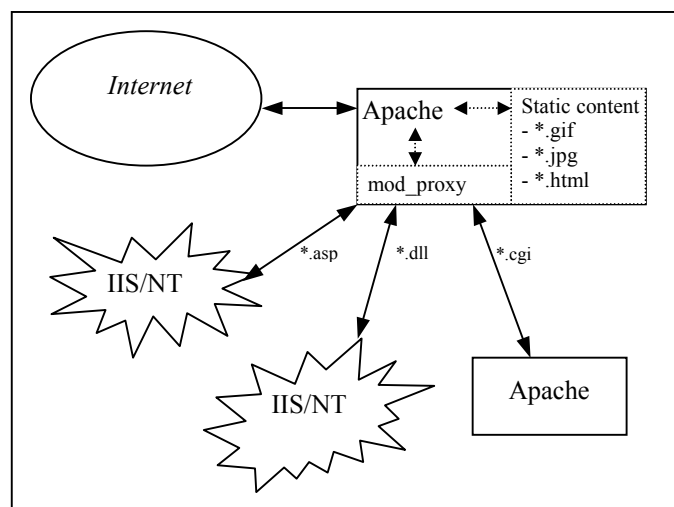 Internet
Apache
Static content
- *.gif
- *.jpg
- *.html
mod_proxy
*.asp
*.dll
*.cgi
IIS/NT
IIS/NT
Apache